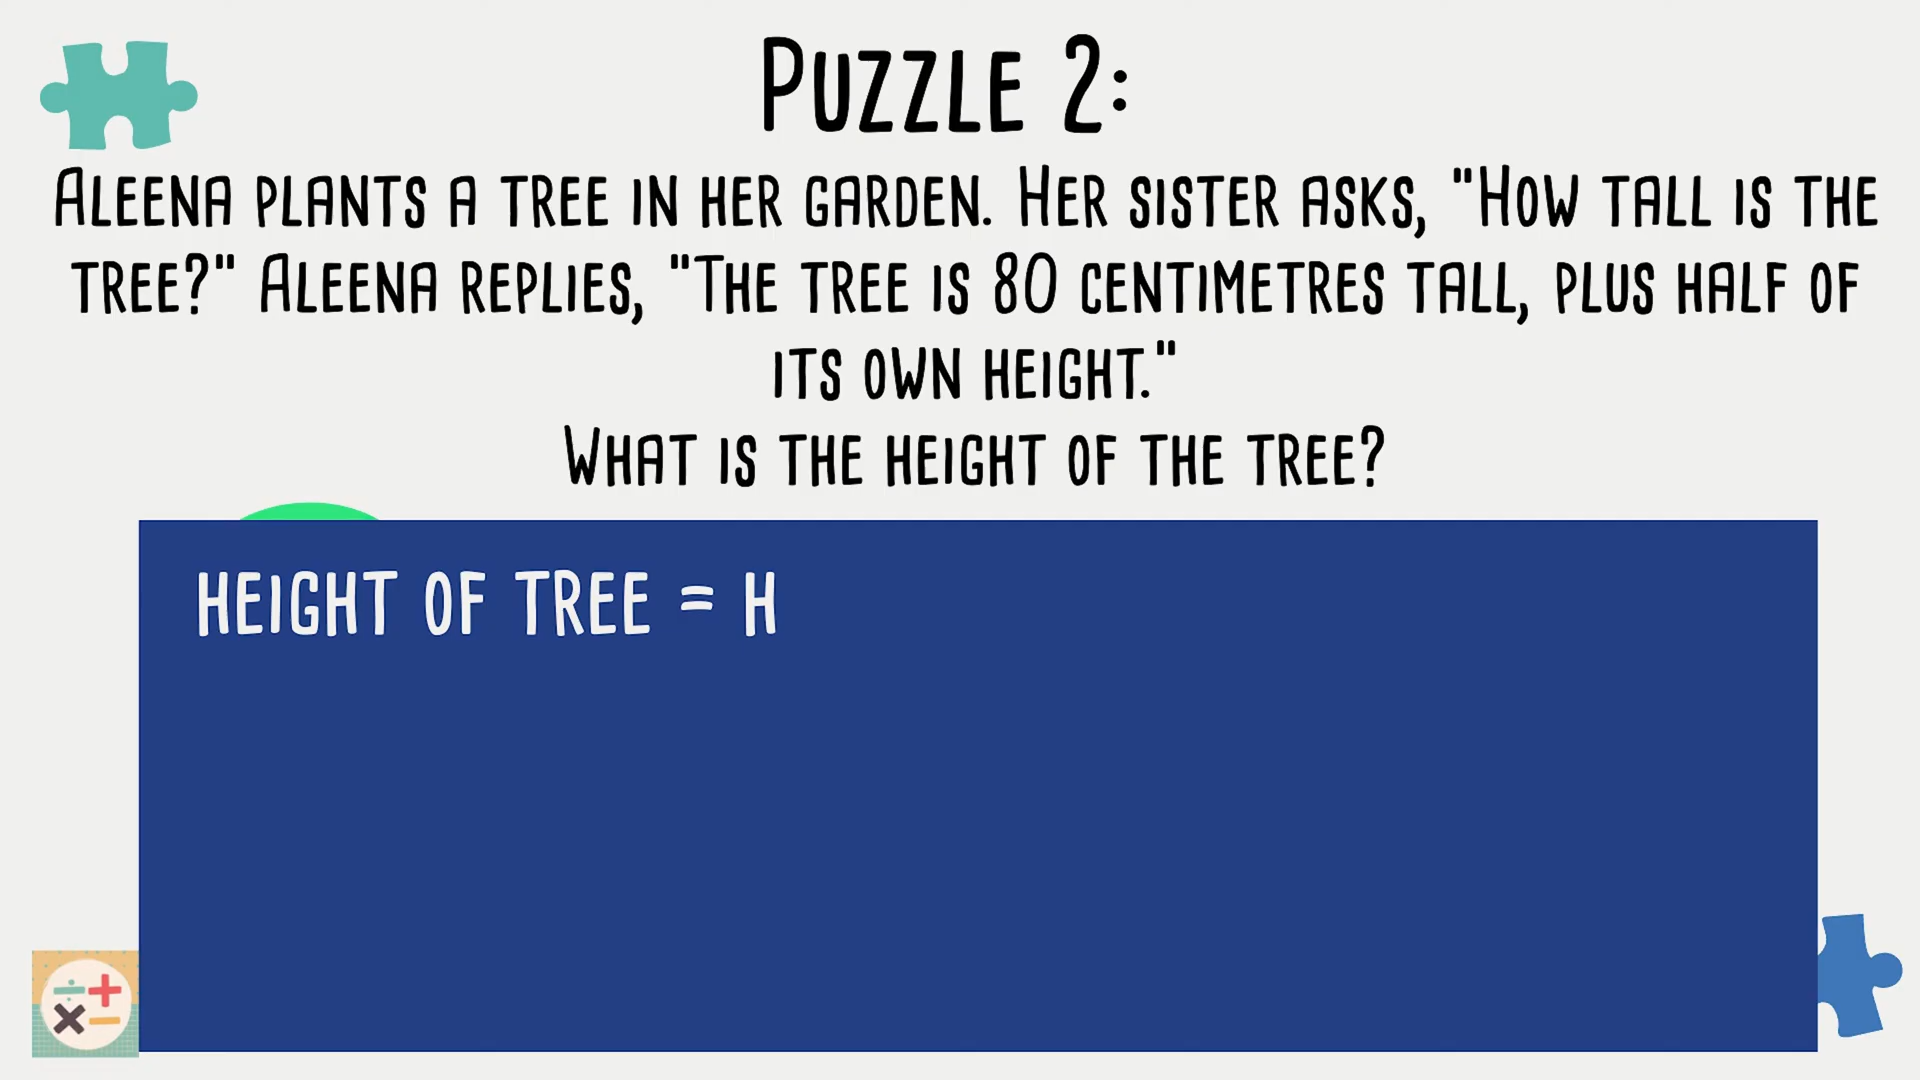 Puzzle 2:
Aleena plants a tree in her garden. Her sister asks, "How tall is the
tree?" Aleena replies, "The tree is 80 centimetres tall, plus half of
its own height."
What is the height of the tree?
height of tree = h